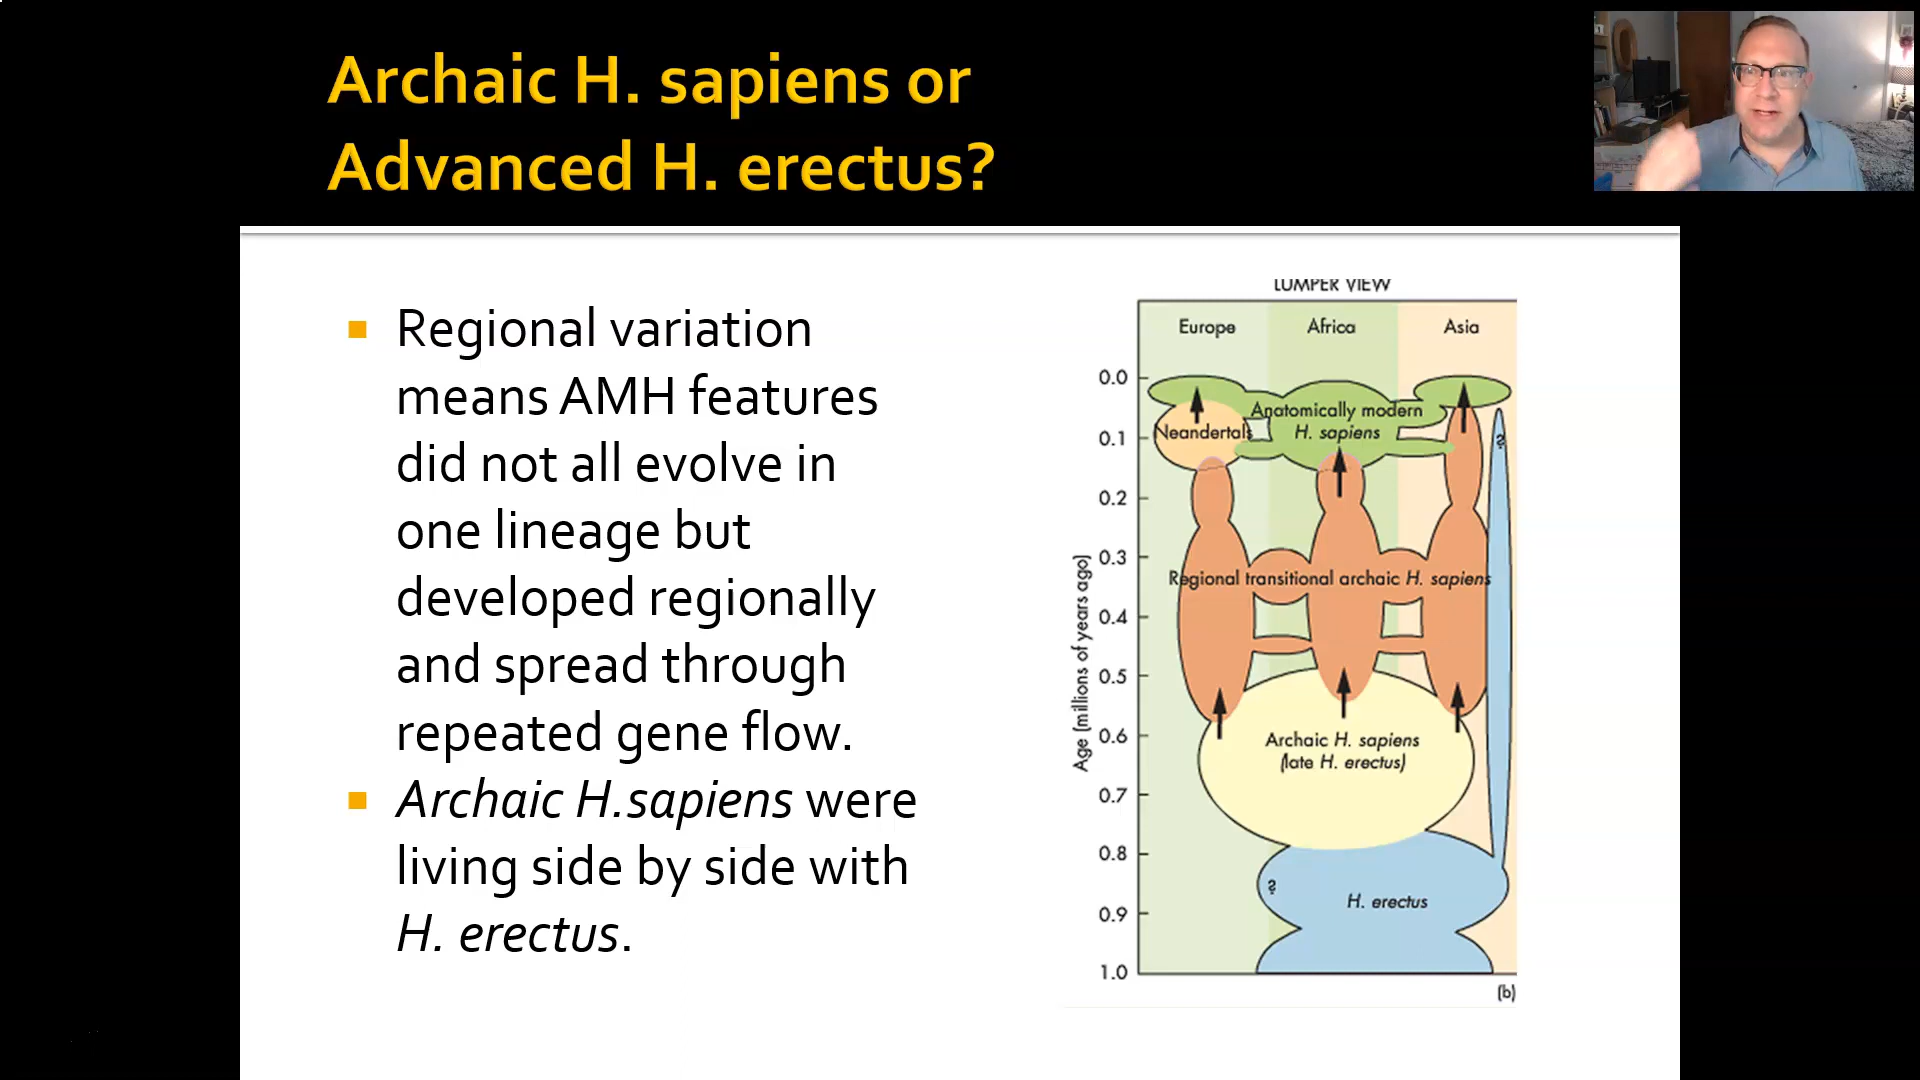 Archaic H. sapiens or
Advanced H. erectus?
Regional variation
means AMH features
did not all evolve in
one lineage but
developed regionally
and spread through
repeated gene flow.
Archaic H.sapiens were
living side by side with
H. erectus.
LUMPER VIEW
Europe Africa Asia
0.0
Anatomically modern
H. sapiens
Neandertals
0.1
?
0.2
0.3
Regional transitional archaic H. sapiens
0.4
0.5
0.6
Archaic H. sapiens
(late H. erectus)
0.7
0.8
?
H. erectus
0.9
1.0
Age (millions of years ago)
(b)